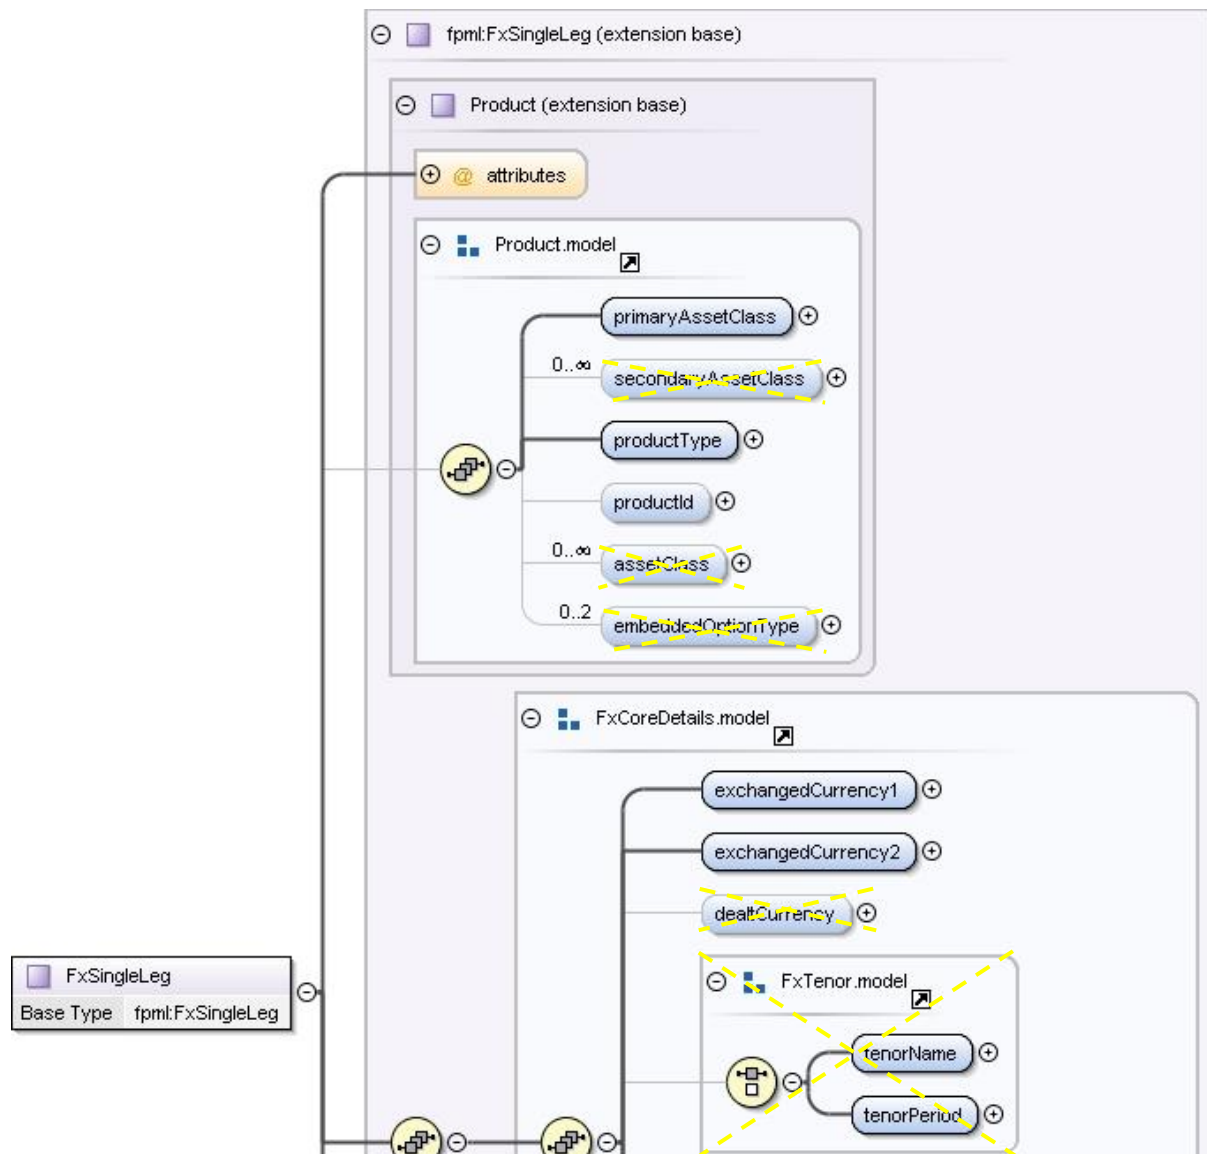 fpml:FxSingleLeg (extension base)
Product (extension base)
@ attributes
Product.model
primaryAssetClass
0..∞
secondaryAssetClass
productType
productId
0..∞
assetClass
0..2
embeddedOptionType
FxCoreDetails.model
exchangedCurrency1
exchangedCurrency2
dealtCurrency
FxSingleLeg
Base Type fpml:FxSingleLeg
FxTenor.model
tenorName
tenorPeriod